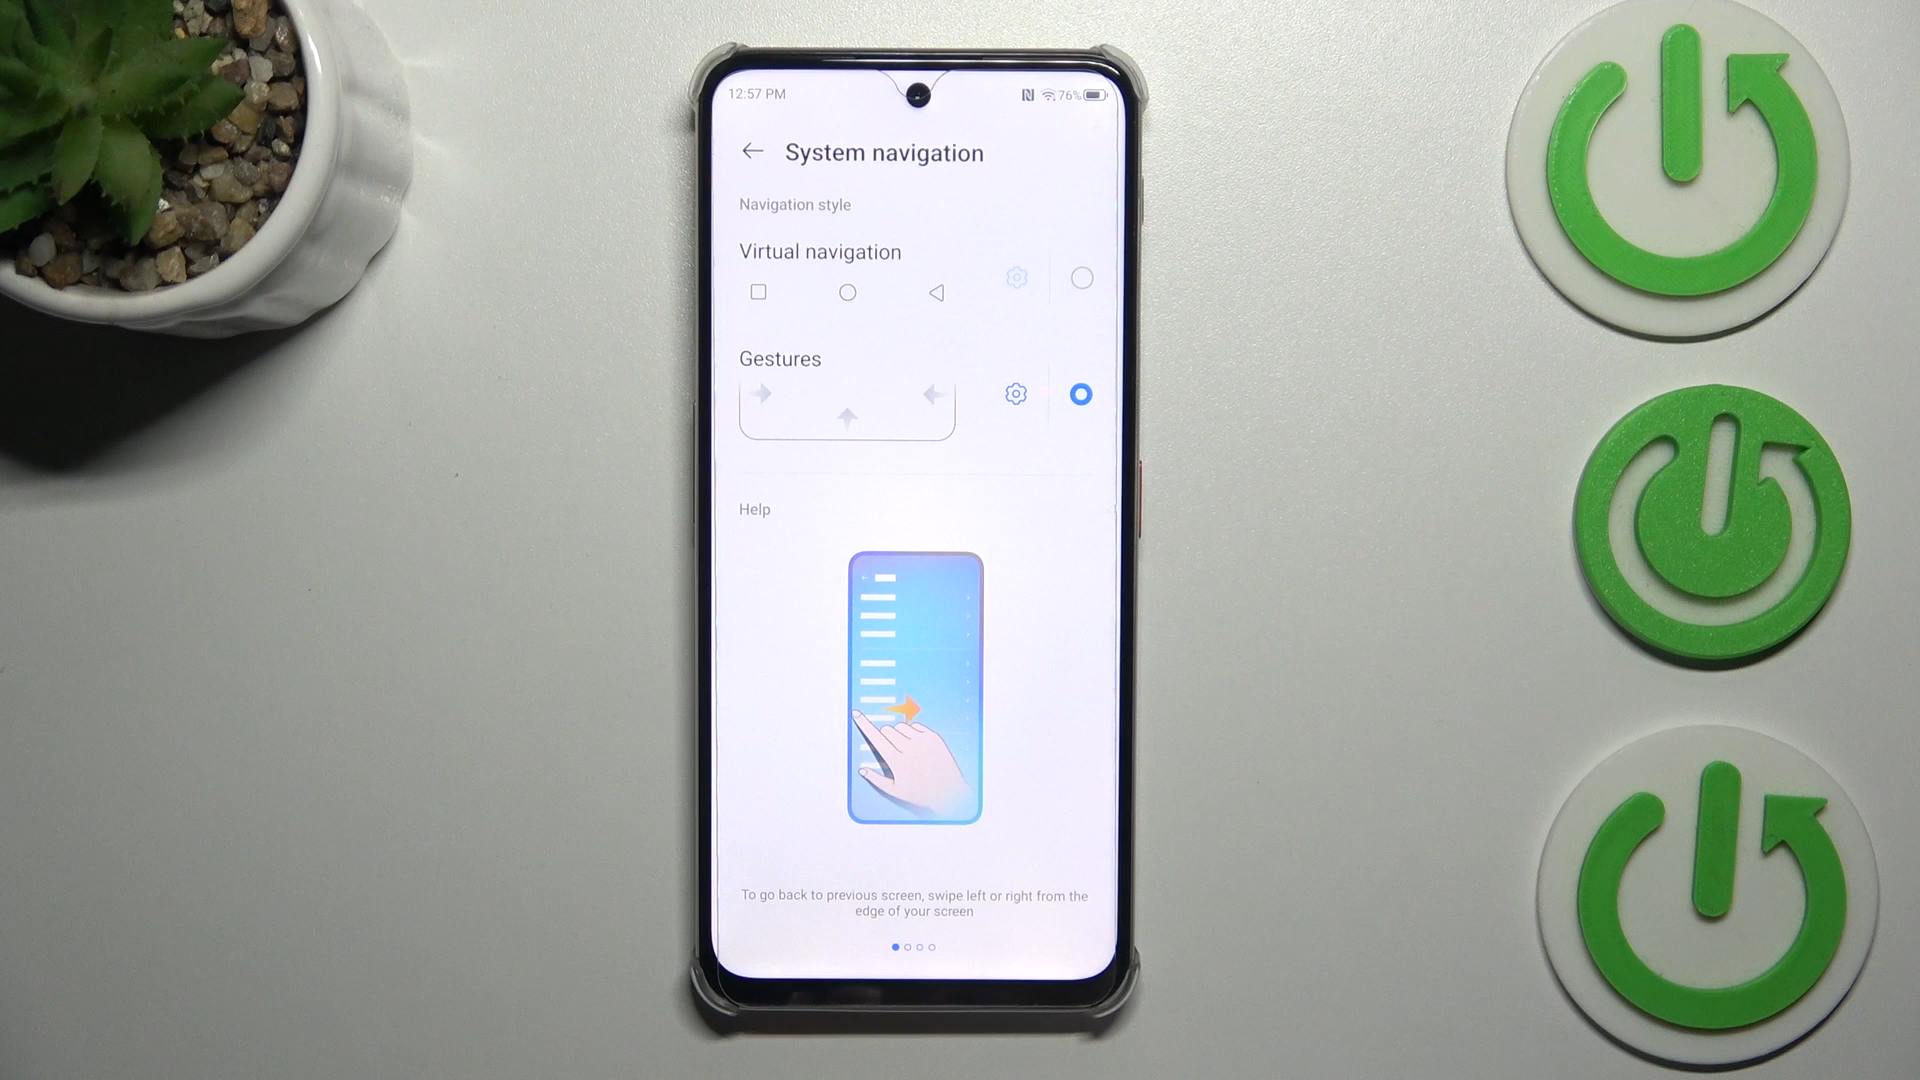 12:57 PM
76%
System navigation
Navigation style
Virtual navigation
Gestures
Help
To go back to previous screen, swipe left or right from the
edge of your screen